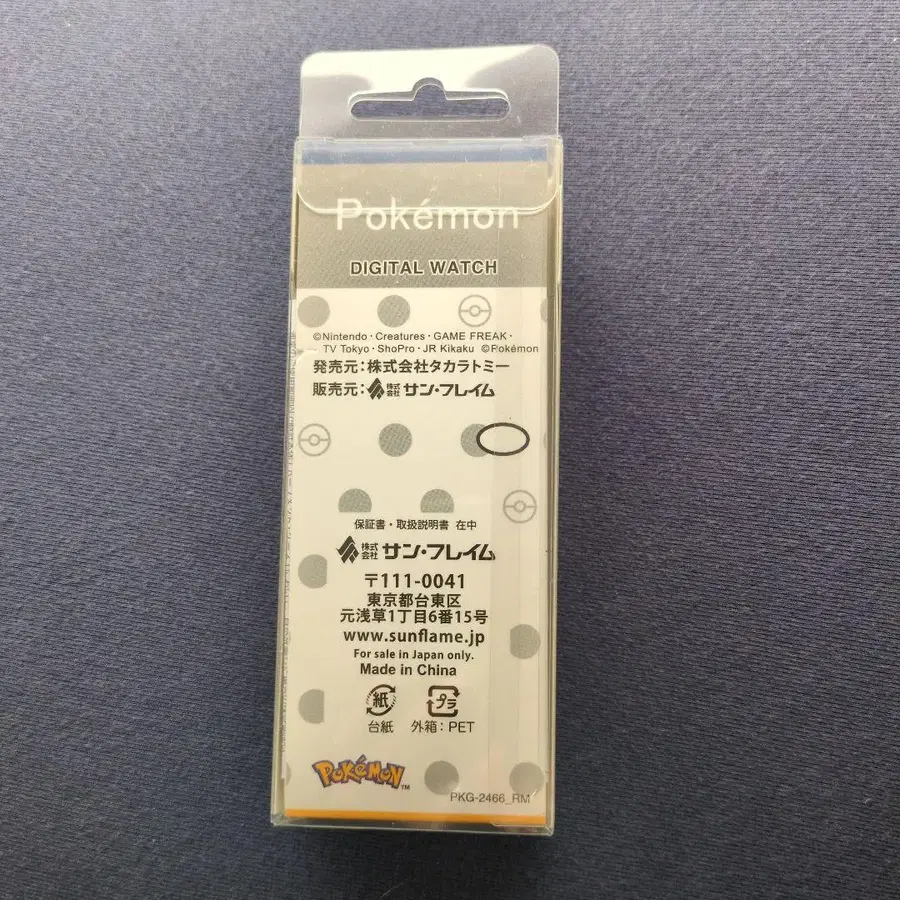 Pokémon
DIGITAL WATCH
©Nintendo・Creatures・GAME FREAK・
TV Tokyo・ShoPro・JR Kikaku ©Pokémon
発売元:株式会社タカラトミー
販売元:株式会社サン・フレイム
保証書・取扱説明書 在中
株式会社サン・フレイム
〒111-0041
東京都台東区
元浅草1丁目6番15号
www.sunflame.jp
For sale in Japan only.
Made in China
紙 プラ
台紙 外箱:PET
POKéMON™
PKG-2466_RM